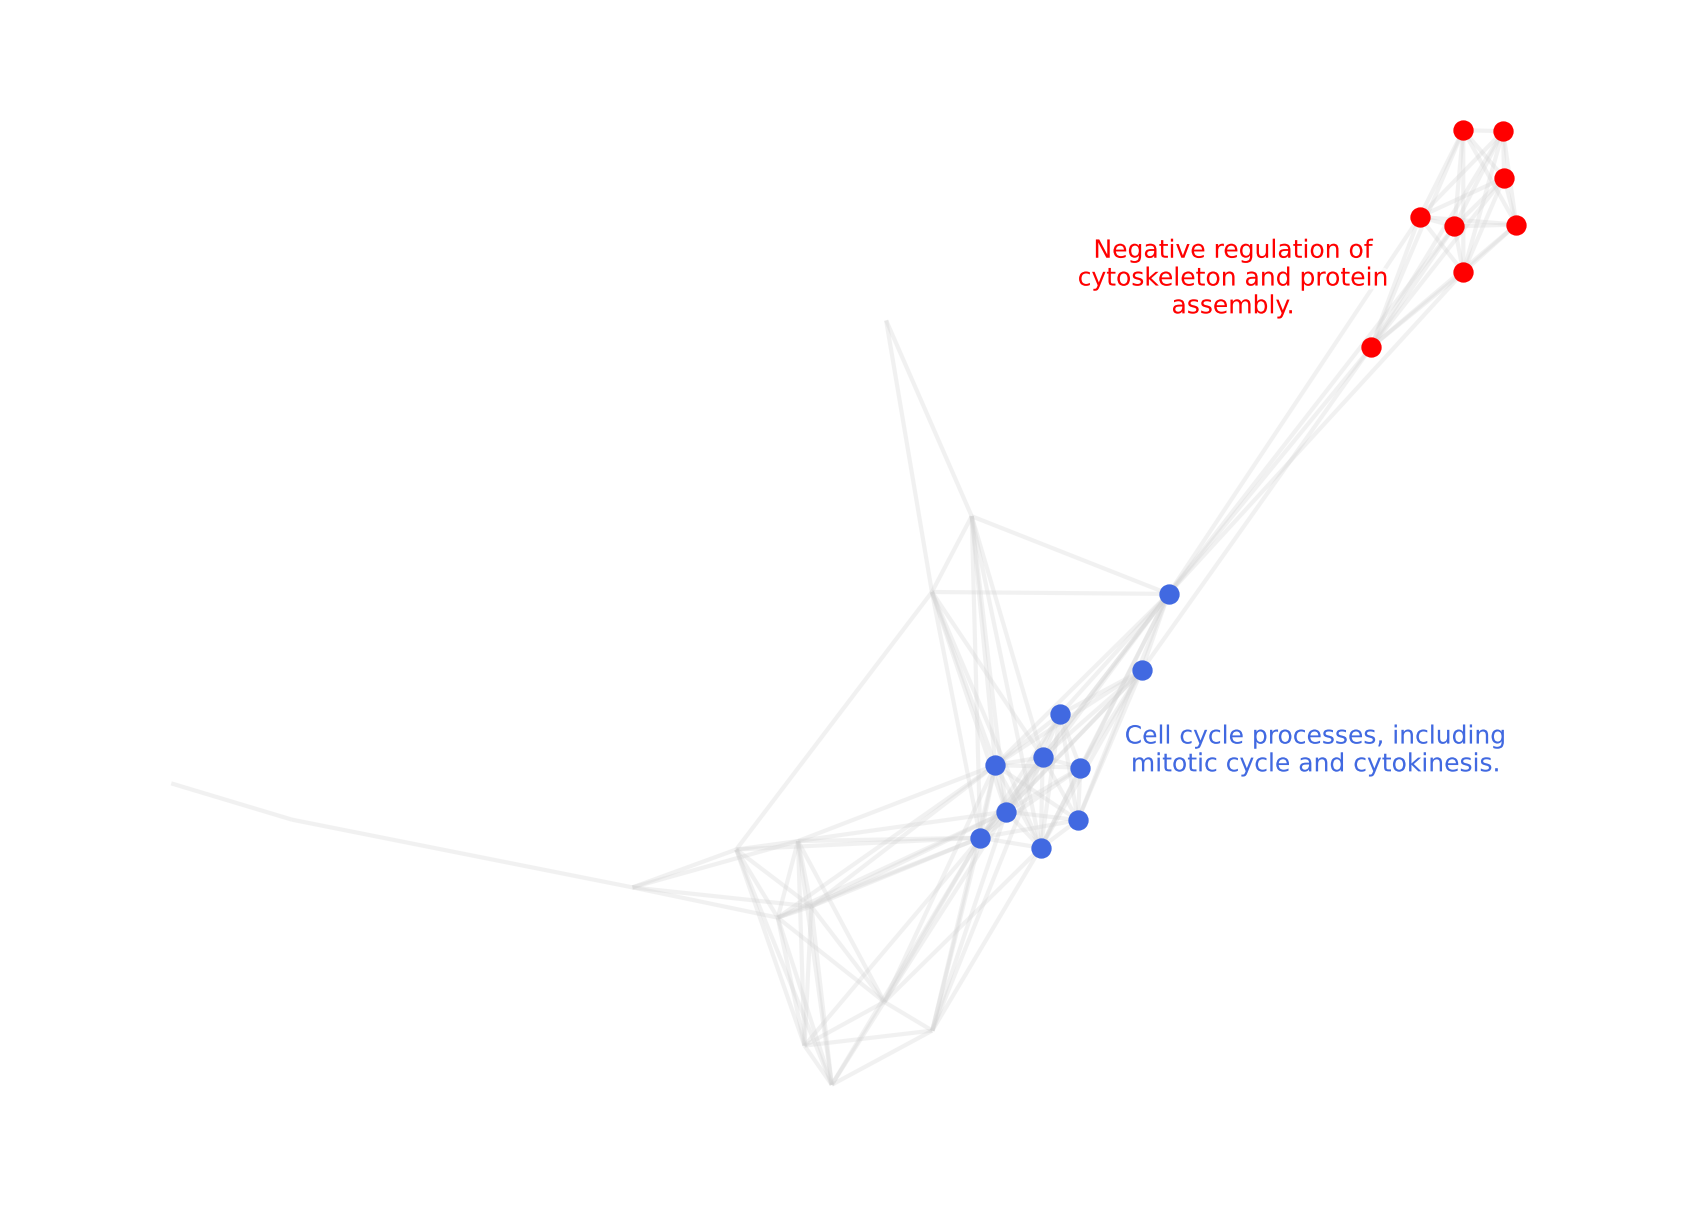 Negative regulation of
cytoskeleton and protein
assembly.
Cell cycle processes, including
mitotic cycle and cytokinesis.